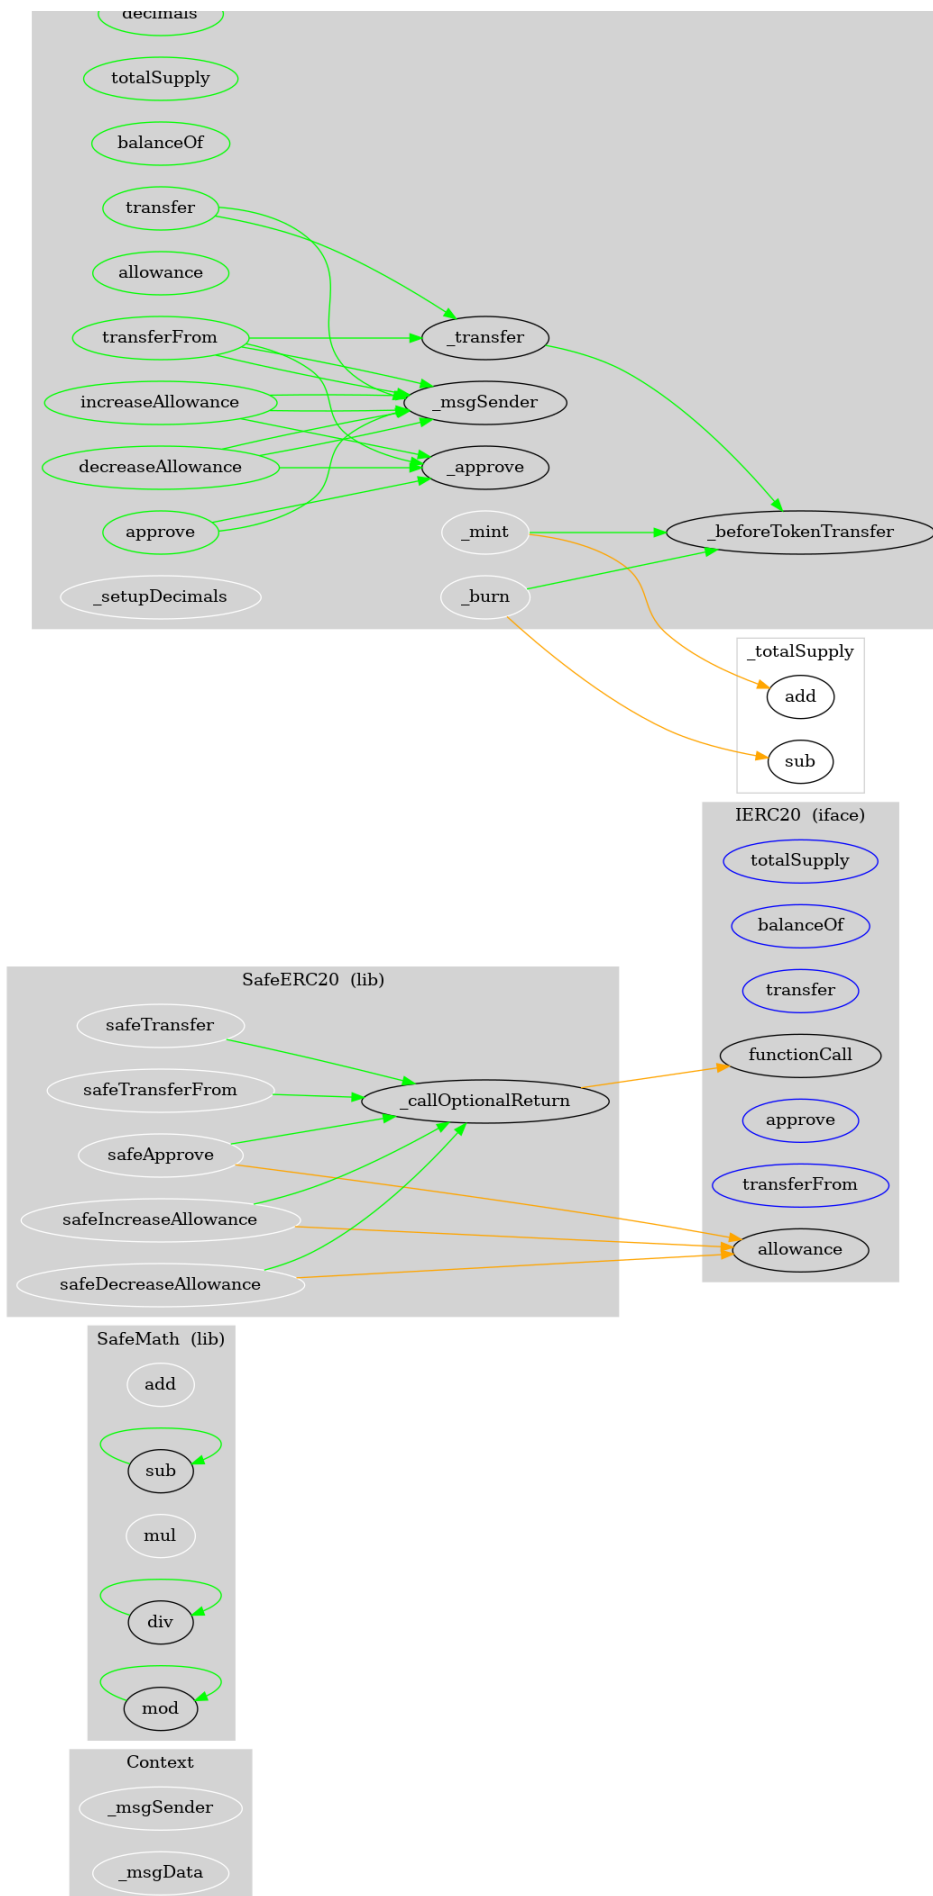 decimals
totalSupply
balanceOf
transfer
allowance
transferFrom
_transfer
increaseAllowance
_msgSender
decreaseAllowance
_approve
approve
_mint
_beforeTokenTransfer
_setupDecimals
_burn
_totalSupply
add
sub
IERC20 (iface)
totalSupply
balanceOf
transfer
functionCall
approve
transferFrom
allowance
SafeERC20 (lib)
safeTransfer
safeTransferFrom
_callOptionalReturn
safeApprove
safeIncreaseAllowance
safeDecreaseAllowance
SafeMath (lib)
add
sub
mul
div
mod
Context
_msgSender
_msgData